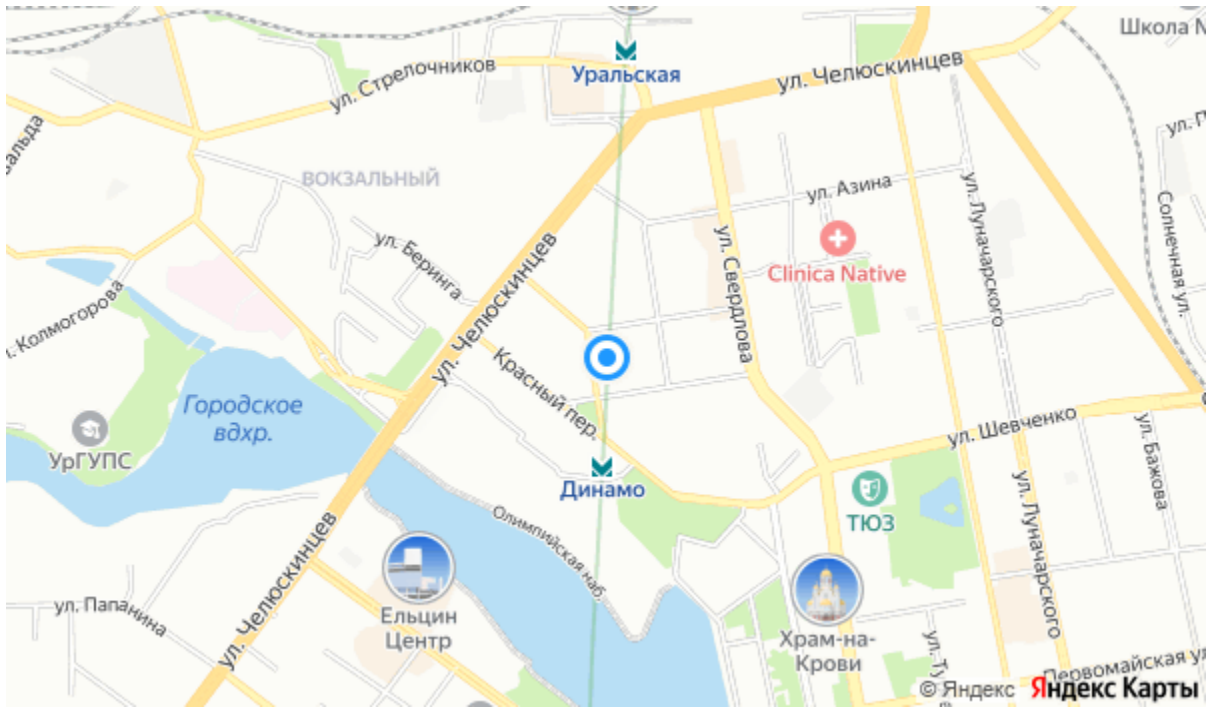 Школа N
Уральская
ул. Стрелочников
ул. Челюскинцев
ВОКЗАЛЬНЫЙ
ул. Азина
ул. Луначарского
Солнечная ул.
ул. Беринга
ул. Свердлова
Clinica Native
ул. Челюскинцев
Колмогорова
Красный пер.
Городское
вдхр.
УрГУПС
ул. Шевченко
ул. Бажова
Динамо
ТЮЗ
ул. Луначарского
Олимпийская наб.
ул. Челюскинцев
ул. Папанина
Ельцин
Центр
Храм-на-
Крови
Первомайская ул
© Яндекс Яндекс Карты